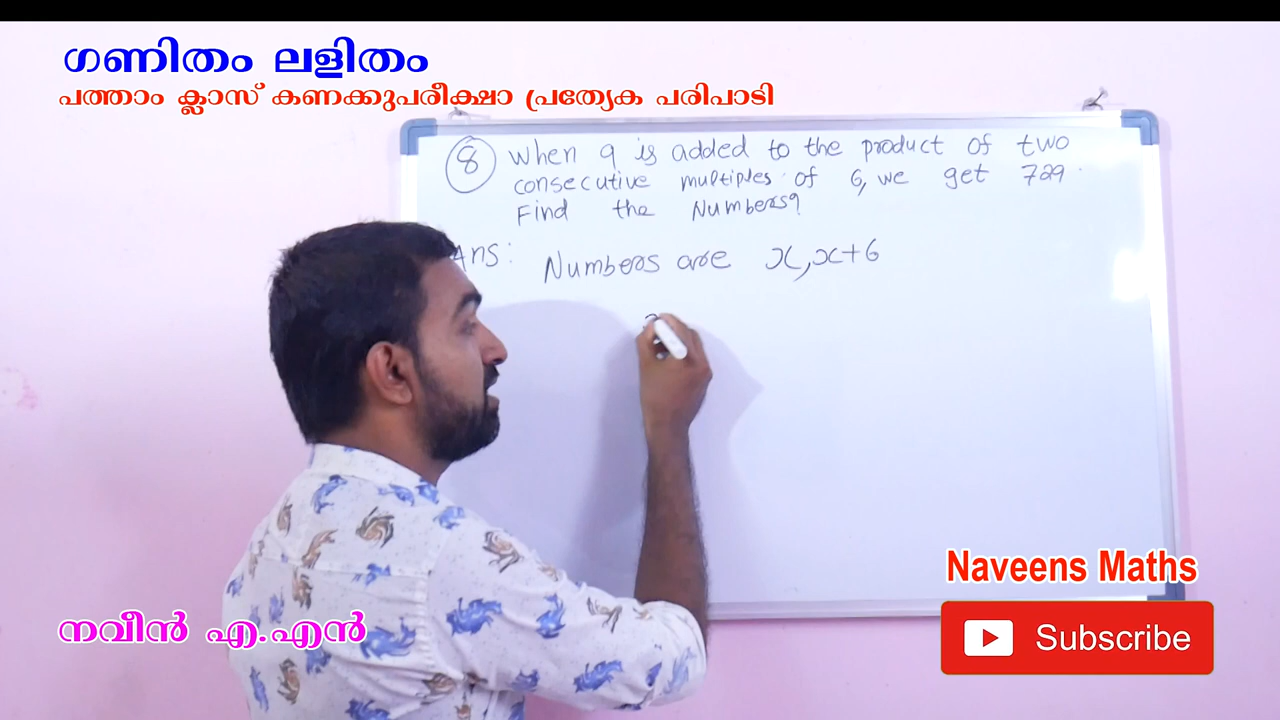 ഗണിതം ലളിതം
പത്താം ക്ലാസ് കണക്കുപരീക്ഷാ പ്രത്യേക പരിപാടി
8 When 9 is added to the product of two
consecutive multiples of 6, we get 729.
Find the Numbers?
Ans: Numbers are x, x+6
Naveens Maths
നവീൻ എ.എൻ
Subscribe